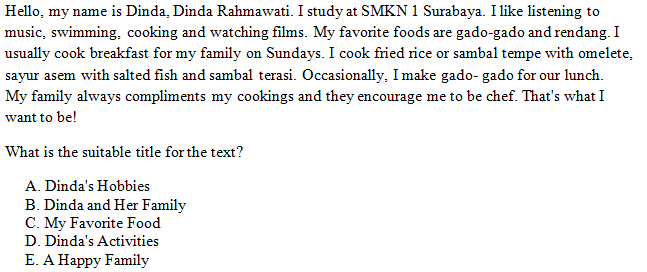 Hello, my name is Dinda, Dinda Rahmawati. I study at SMKN 1 Surabaya. I like listening to
music, swimming, cooking and watching films. My favorite foods are gado-gado and rendang. I
usually cook breakfast for my family on Sundays. I cook fried rice or sambal tempe with omelete,
sayur asem with salted fish and sambal terasi. Occasionally, I make gado- gado for our lunch.
My family always compliments my cookings and they encourage me to be chef. That's what I
want to be!
What is the suitable title for the text?
A. Dinda's Hobbies
B. Dinda and Her Family
C. My Favorite Food
D. Dinda's Activities
E. A Happy Family